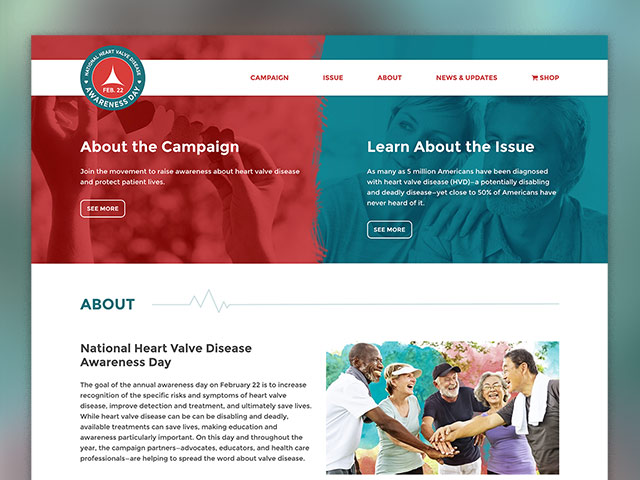 NATIONAL HEART VALVE DISEASE
FEB. 22
AWARENESS DAY
CAMPAIGN
ISSUE
ABOUT
NEWS & UPDATES
SHOP
About the Campaign
Join the movement to raise awareness about heart valve disease
and protect patient lives.
SEE MORE
Learn About the Issue
As many as 5 million Americans have been diagnosed
with heart valve disease (HVD)—a potentially disabling
and deadly disease—yet close to 50% of Americans have
never heard of it.
SEE MORE
ABOUT
National Heart Valve Disease
Awareness Day
The goal of the annual awareness day on February 22 is to increase
recognition of the specific risks and symptoms of heart valve
disease, improve detection and treatment, and ultimately save lives.
While heart valve disease can be can be disabling and deadly,
available treatments can save lives, making education and
awareness particularly important. On this day and throughout the
year, the campaign partners—advocates, educators, and health care
professionals—are helping to spread the word about valve disease.